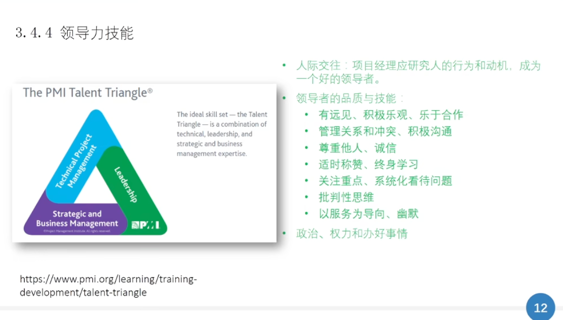 3.4.4 领导力技能
The PMI Talent Triangle®
The ideal skill set — the Talent
Triangle — is a combination of
technical, leadership, and
strategic and business
management expertise.
Technical Project
Management
Leadership
Strategic and
Business Management
PMI
https://www.pmi.org/learning/training-
development/talent-triangle
• 人际交往：项目经理应研究人的行为和动机，成为
一个好的领导者。
• 领导者的品质与技能：
• 有远见、积极乐观、乐于合作
• 管理关系和冲突、积极沟通
• 尊重他人、诚信
• 适时称赞、终身学习
• 关注重点、系统化看待问题
• 批判性思维
• 以服务为导向、幽默
• 政治、权力和办好事情
12